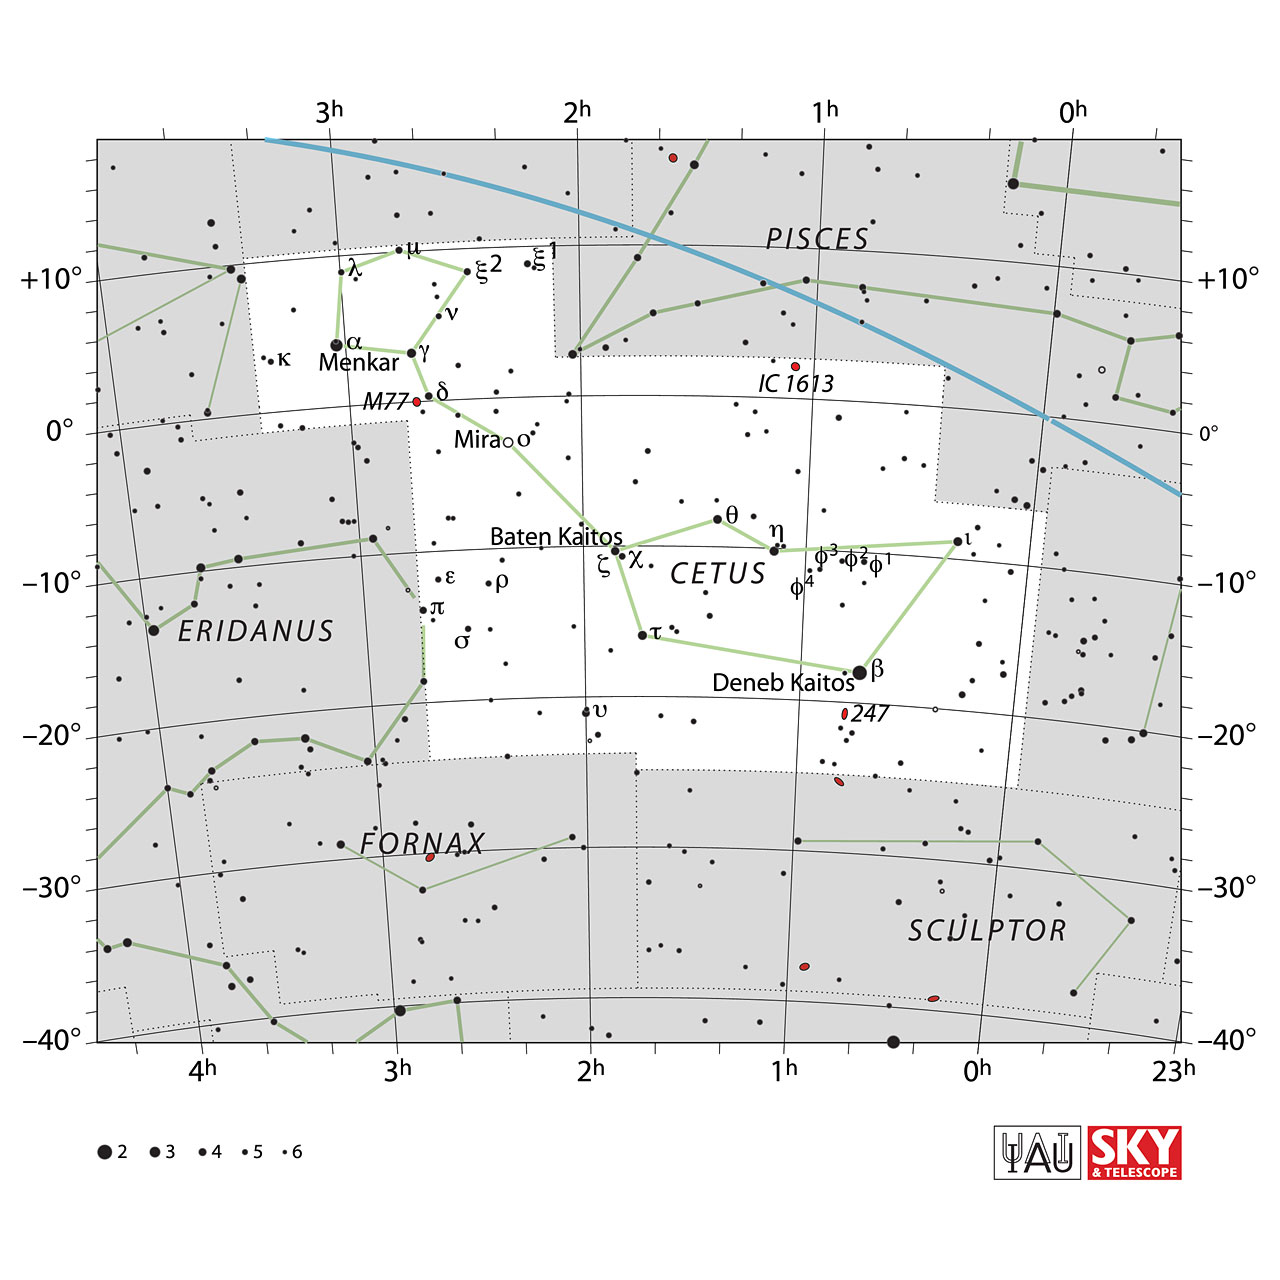 3h 2h 1h 0h
PISCES
+10° +10°
λ μ ξ2 ξ1
ν
α γ
κ Menkar
IC 1613
M77 δ
0° 0°
Mira ο
θ
Baten Kaitos η ι
ζ χ CETUS ϕ4 ϕ3 ϕ2 ϕ1
−10° −10°
ε ρ
π
ERIDANUS σ τ
β
Deneb Kaitos
υ 247
−20° −20°
FORNAX
−30° −30°
SCULPTOR
−40° −40°
4h 3h 2h 1h 0h 23h
2 3 4 5 6
IAU
SKY
& TELESCOPE